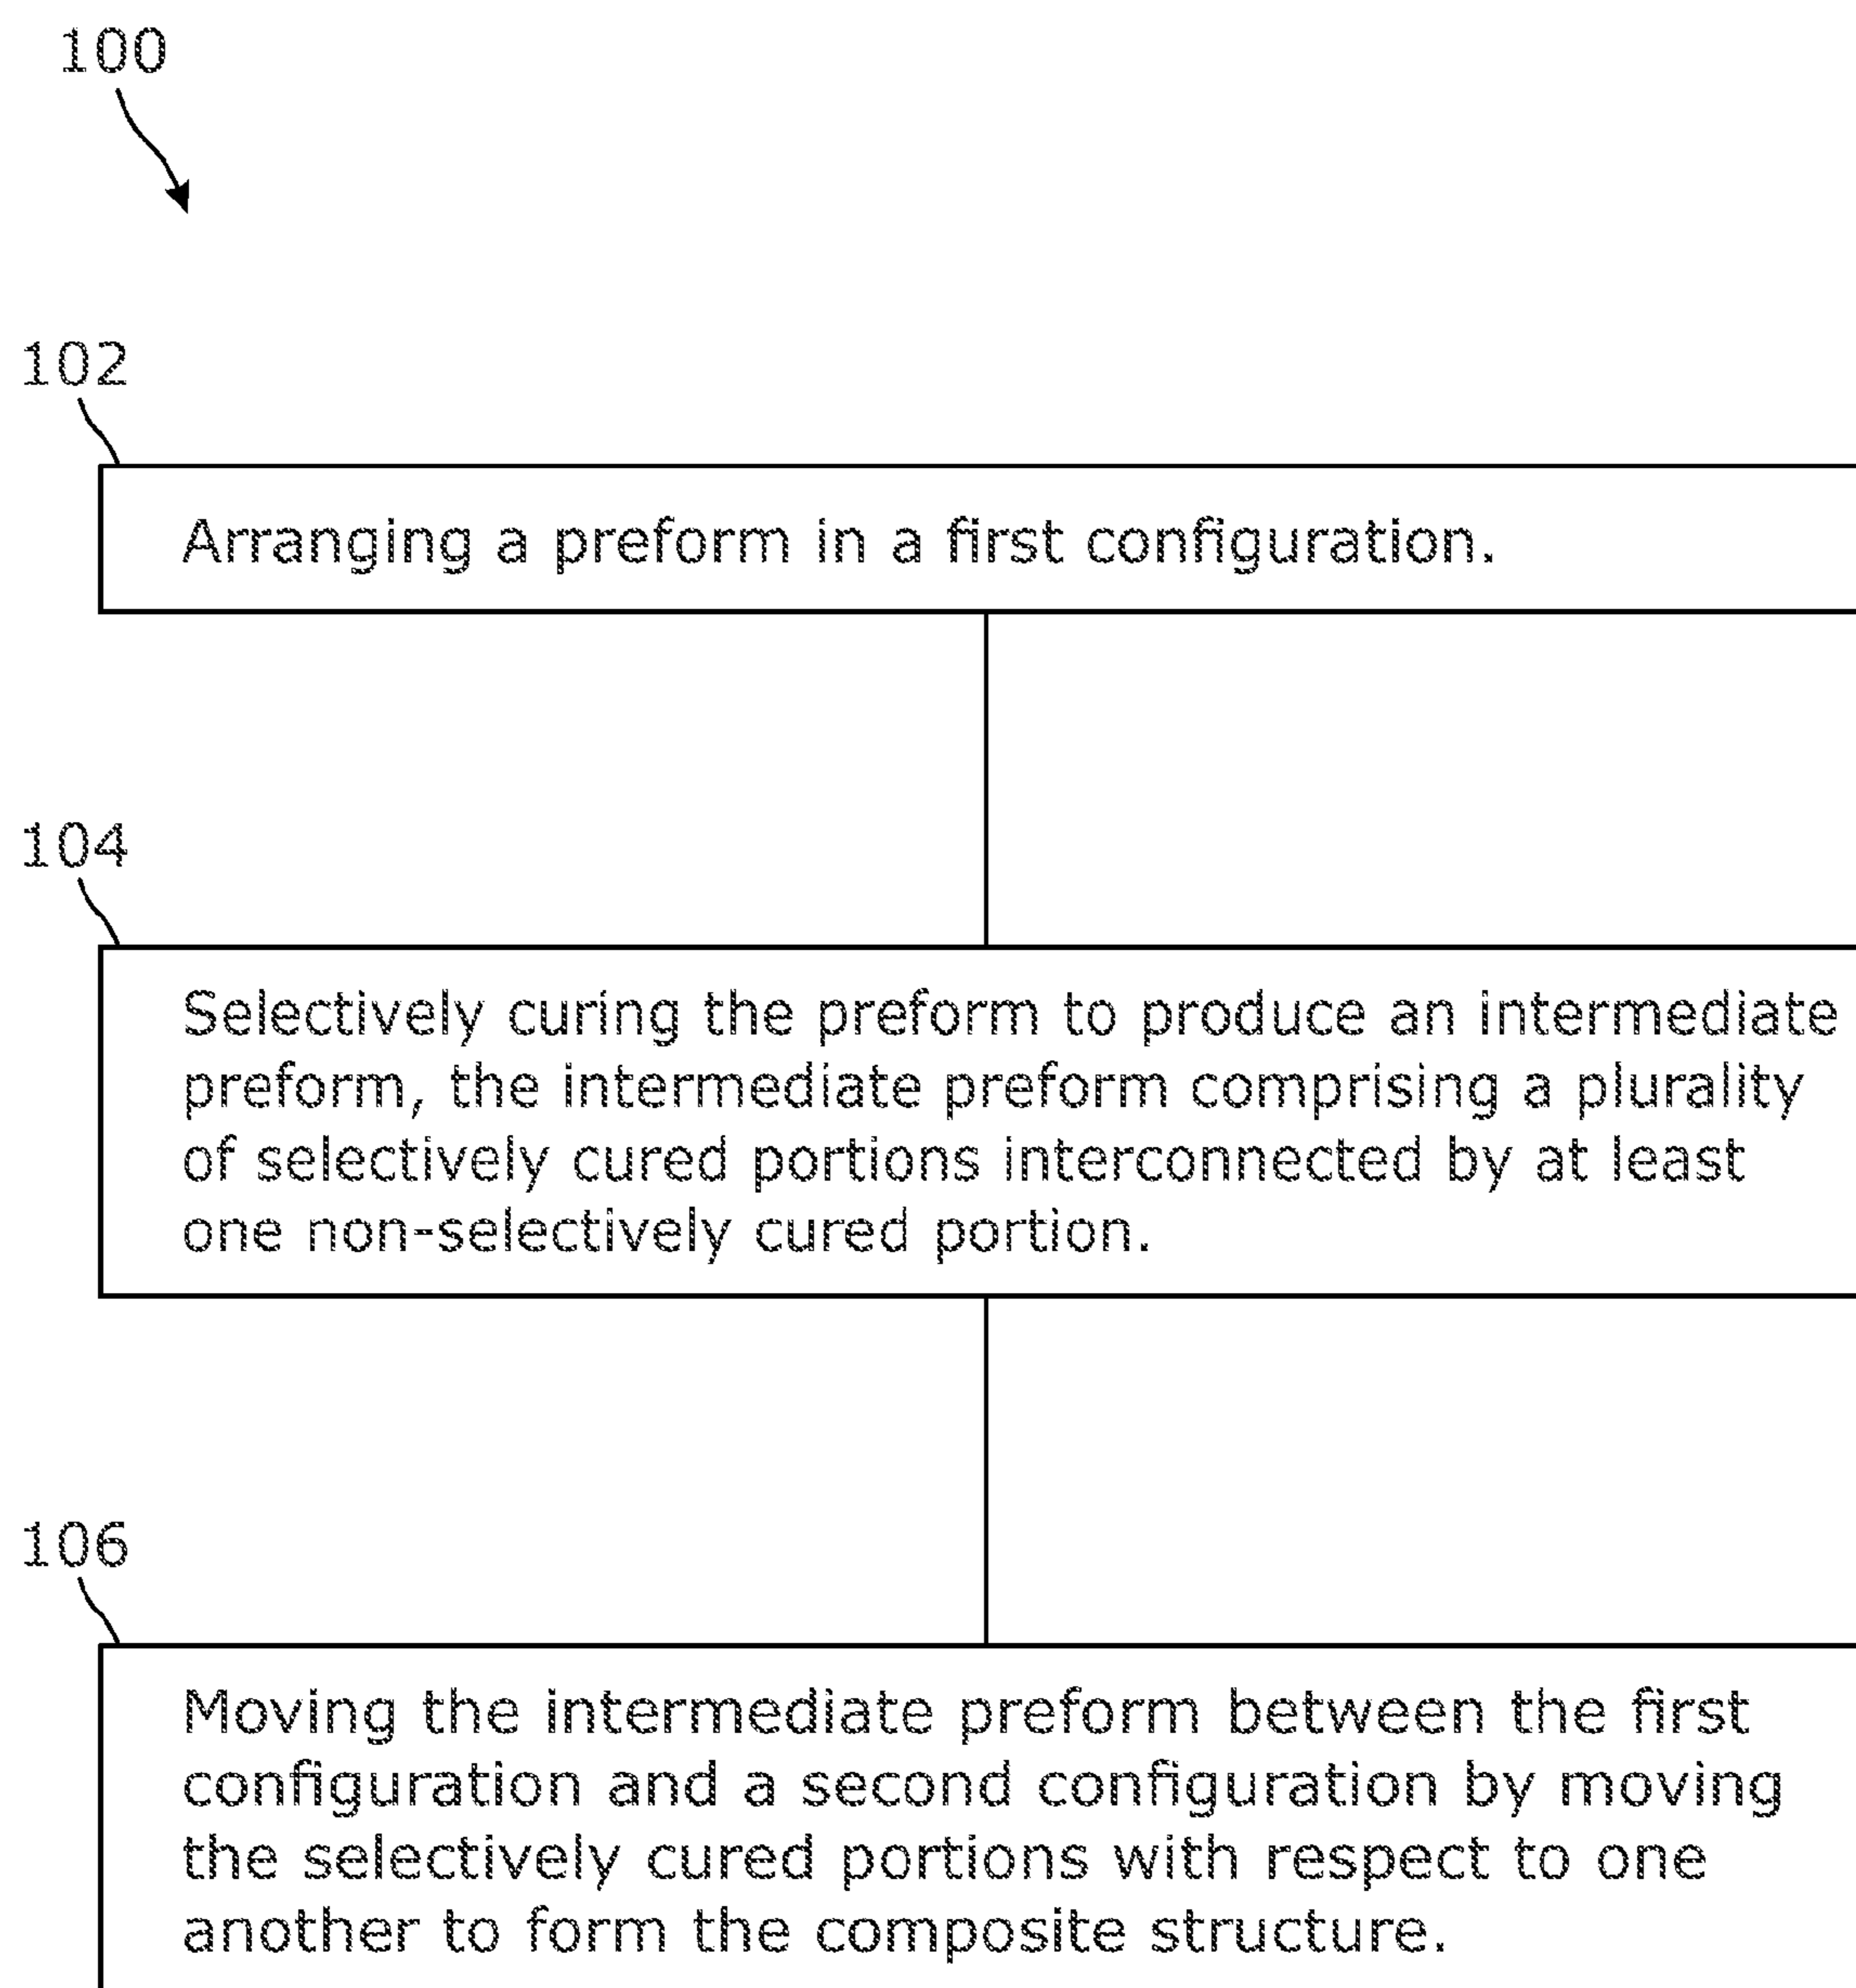 100
102
Arranging a preform in a first configuration.
104
Selectively curing the preform to produce an intermediate
preform, the intermediate preform comprising a plurality
of selectively cured portions interconnected by at least
one non-selectively cured portion.
106
Moving the intermediate preform between the first
configuration and a second configuration by moving
the selectively cured portions with respect to one
another to form the composite structure.